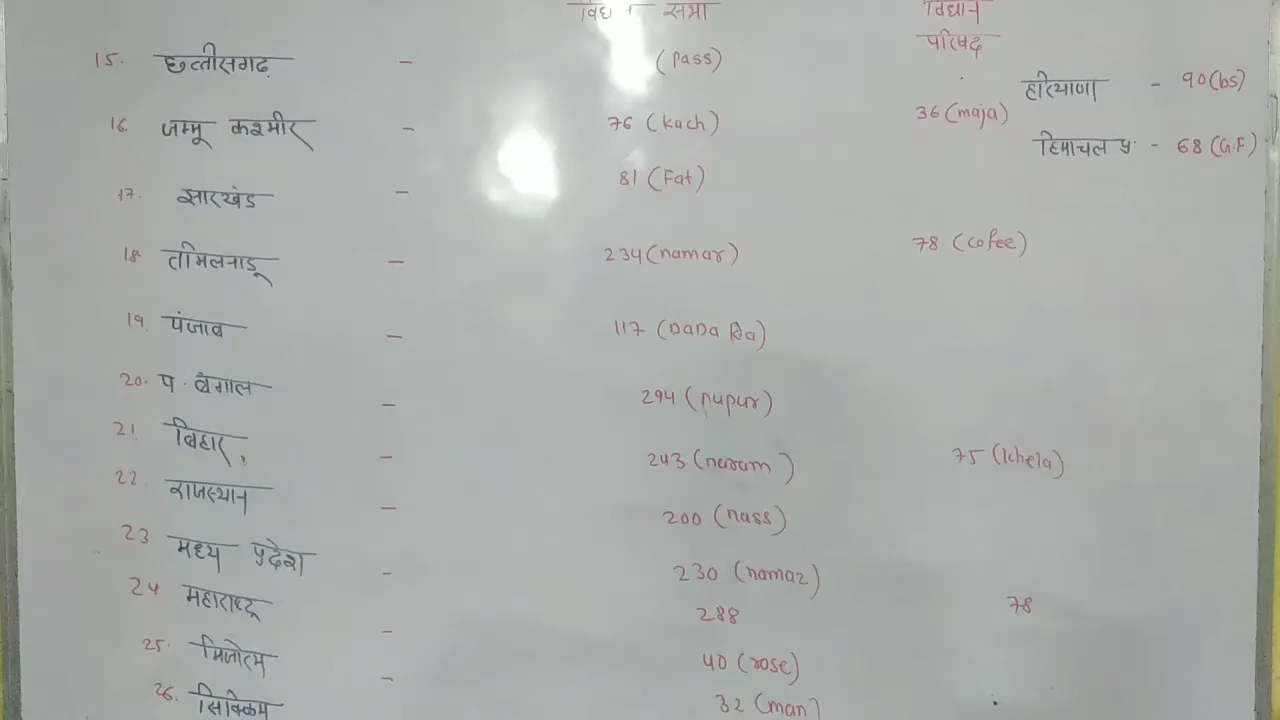 विधान सभा विधान
परिषद
15. छत्तीसगढ़ - (pass)
हरियाणा - 90 (bs)
16. जम्मू कश्मीर - 76 (Kach) 36 (maja)
हिमाचल प्र. - 68 (G.F)
17. झारखंड - 81 (Fat)
18. तमिलनाडू - 234 (namar) 78 (cofee)
19. पंजाब - 117 (DaDa
20. प. बंगाल - 294 (nupur)
21. बिहार, - 243 (naram) 75 (khela)
22. राजस्थान - 200 (nass)
23 मध्य प्रदेश - 230 (namaz)
24 महाराष्ट्र - 288 78
25. मिजोरम - 40 (rose)
26. सिक्किम 32 (man)